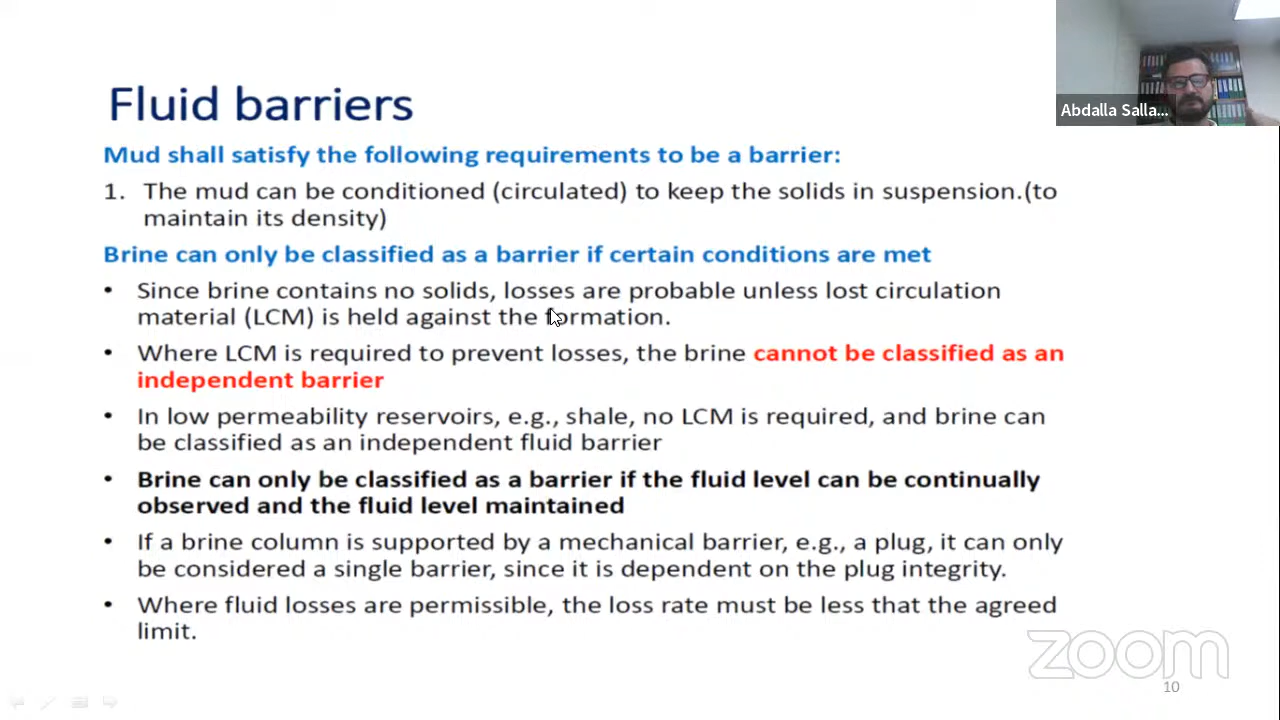 Fluid barriers
Abdalla Salla...
Mud shall satisfy the following requirements to be a barrier:
1. The mud can be conditioned (circulated) to keep the solids in suspension.(to
maintain its density)
Brine can only be classified as a barrier if certain conditions are met
• Since brine contains no solids, losses are probable unless lost circulation
material (LCM) is held against the formation.
• Where LCM is required to prevent losses, the brine cannot be classified as an
independent barrier
• In low permeability reservoirs, e.g., shale, no LCM is required, and brine can
be classified as an independent fluid barrier
• Brine can only be classified as a barrier if the fluid level can be continually
observed and the fluid level maintained
• If a brine column is supported by a mechanical barrier, e.g., a plug, it can only
be considered a single barrier, since it is dependent on the plug integrity.
• Where fluid losses are permissible, the loss rate must be less that the agreed
limit.
zoom
10